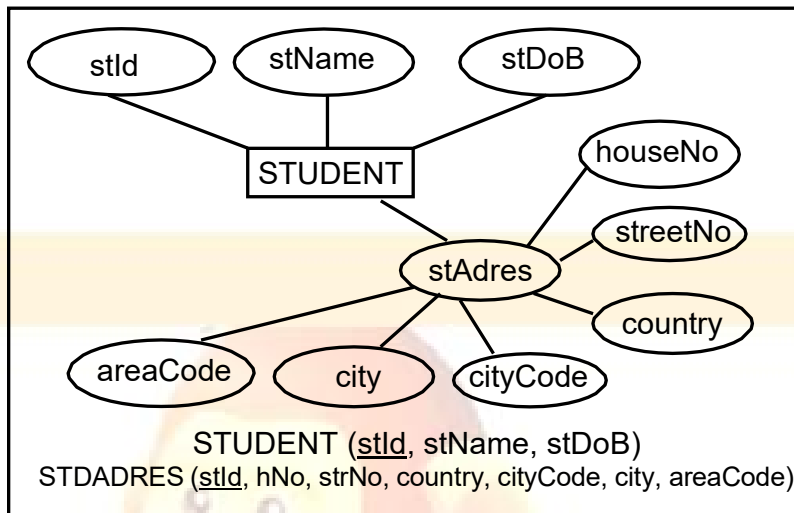 stId stName stDoB
STUDENT
houseNo
streetNo
stAdres
country
areaCode city cityCode
STUDENT (stId, stName, stDoB)
STDADRES (stId, hNo, strNo, country, cityCode, city, areaCode)